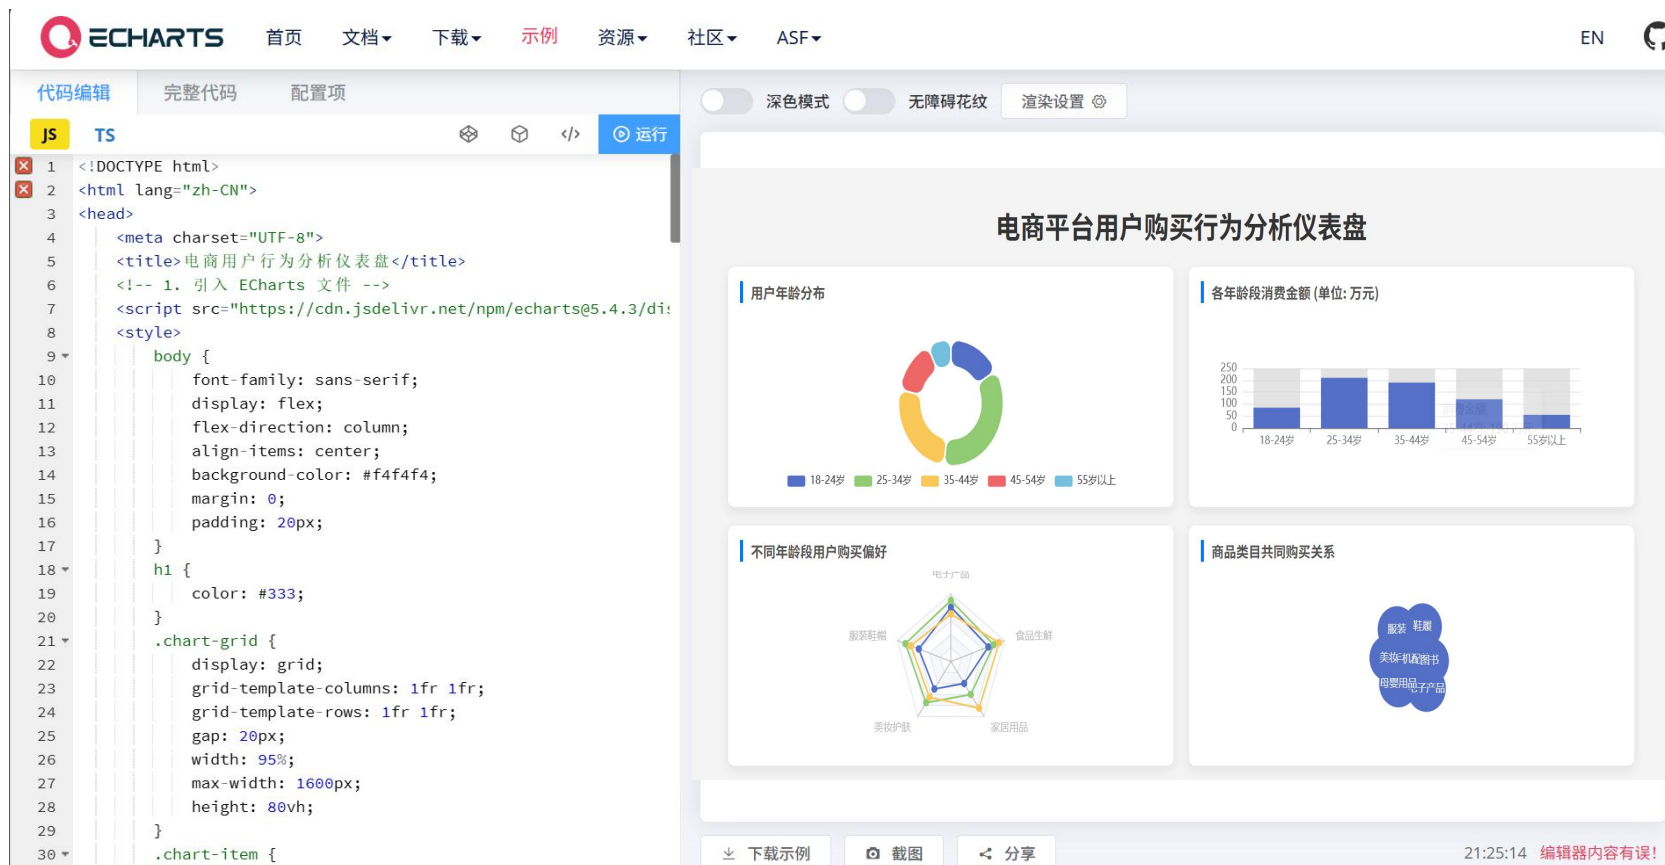 ECHARTS 首页 文档 下载 示例 资源 社区 ASF EN
代码编辑 完整代码 配置项
JS TS 运行
1 <!DOCTYPE html>
2 <html lang="zh-CN">
3 <head>
4 <meta charset="UTF-8">
5 <title>电商用户行为分析仪表盘</title>
6 <!-- 1. 引入 ECharts 文件 -->
7 <script src="https://cdn.jsdelivr.net/npm/echarts@5.4.3/dis
8 <style>
9 body {
10 font-family: sans-serif;
11 display: flex;
12 flex-direction: column;
13 align-items: center;
14 background-color: #f4f4f4;
15 margin: 0;
16 padding: 20px;
17 }
18 h1 {
19 color: #333;
20 }
21 .chart-grid {
22 display: grid;
23 grid-template-columns: 1fr 1fr;
24 grid-template-rows: 1fr 1fr;
25 gap: 20px;
26 width: 95%;
27 max-width: 1600px;
28 height: 80vh;
29 }
30 .chart-item {
深色模式 无障碍花纹 渲染设置
电商平台用户购买行为分析仪表盘
用户年龄分布
18-24岁 25-34岁 35-44岁 45-54岁 55岁以上
各年龄段消费金额 (单位: 万元)
250
200
150
100
50
0
18-24岁 25-34岁 35-44岁 45-54岁 55岁以上
不同年龄段用户购买偏好
电子产品
服装鞋帽 食品生鲜
美妆护肤 家居用品
商品类目共同购买关系
服装 鞋履
美妆 机配图书
母婴用品 子产品
下载示例 截图 分享
21:25:14 编辑器内容有误!